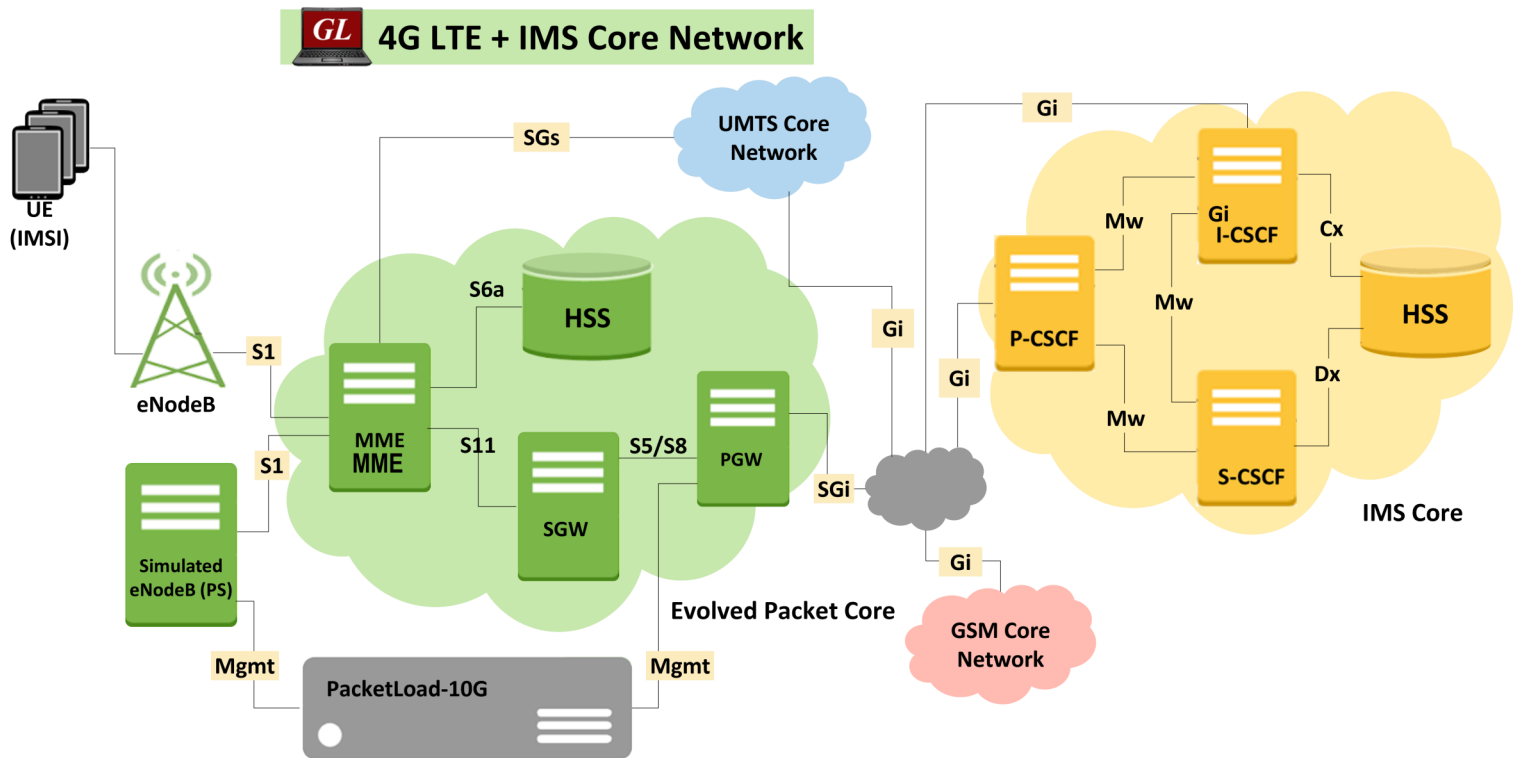 GL
4G LTE + IMS Core Network
UE
(IMSI)
eNodeB
S1
S1
Simulated
eNodeB (PS)
Mgmt
PacketLoad-10G
Mgmt
SGs
UMTS Core
Network
S6a
HSS
MME
MME
S11
SGW
S5/S8
PGW
SGi
Evolved Packet Core
Gi
Gi
Gi
Gi
GSM Core
Network
P-CSCF
Mw
Mw
Mw
Gi
I-CSCF
Cx
HSS
Dx
S-CSCF
IMS Core